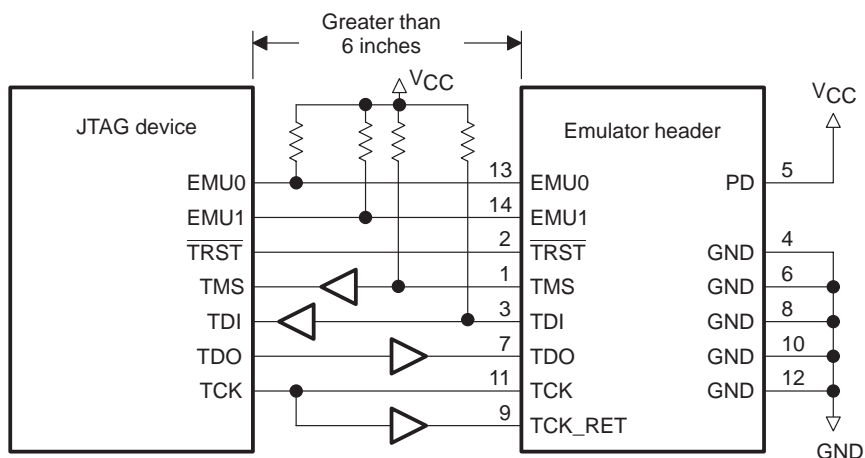 Greater than
6 inches
VCC
VCC
JTAG device
Emulator header
EMU0
13
EMU0
PD
5
EMU1
14
EMU1
TRST
2
TRST
GND
4
TMS
1
TMS
GND
6
TDI
3
TDI
GND
8
TDO
7
TDO
GND
10
TCK
11
TCK
GND
12
9
TCK_RET
GND